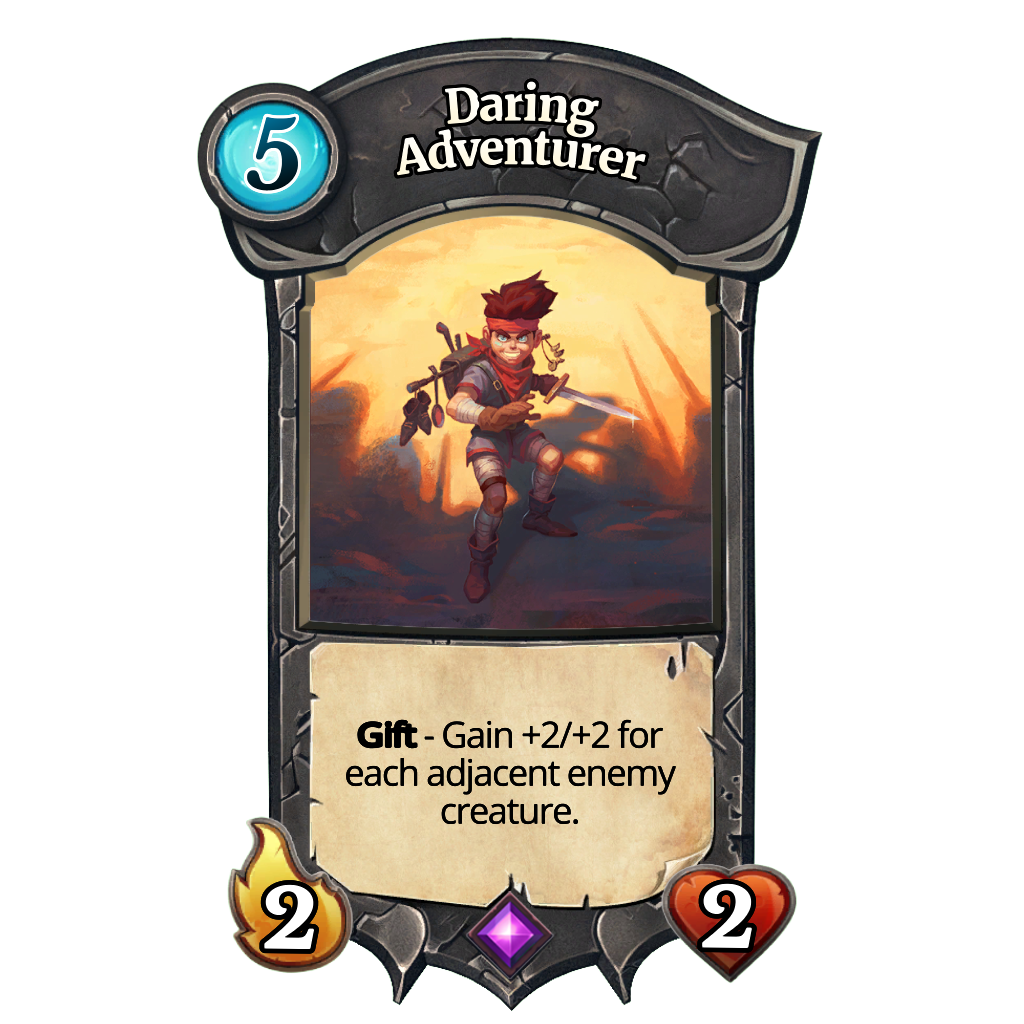 5
Daring
Adventurer
Gift - Gain +2/+2 for
each adjacent enemy
creature.
2
2